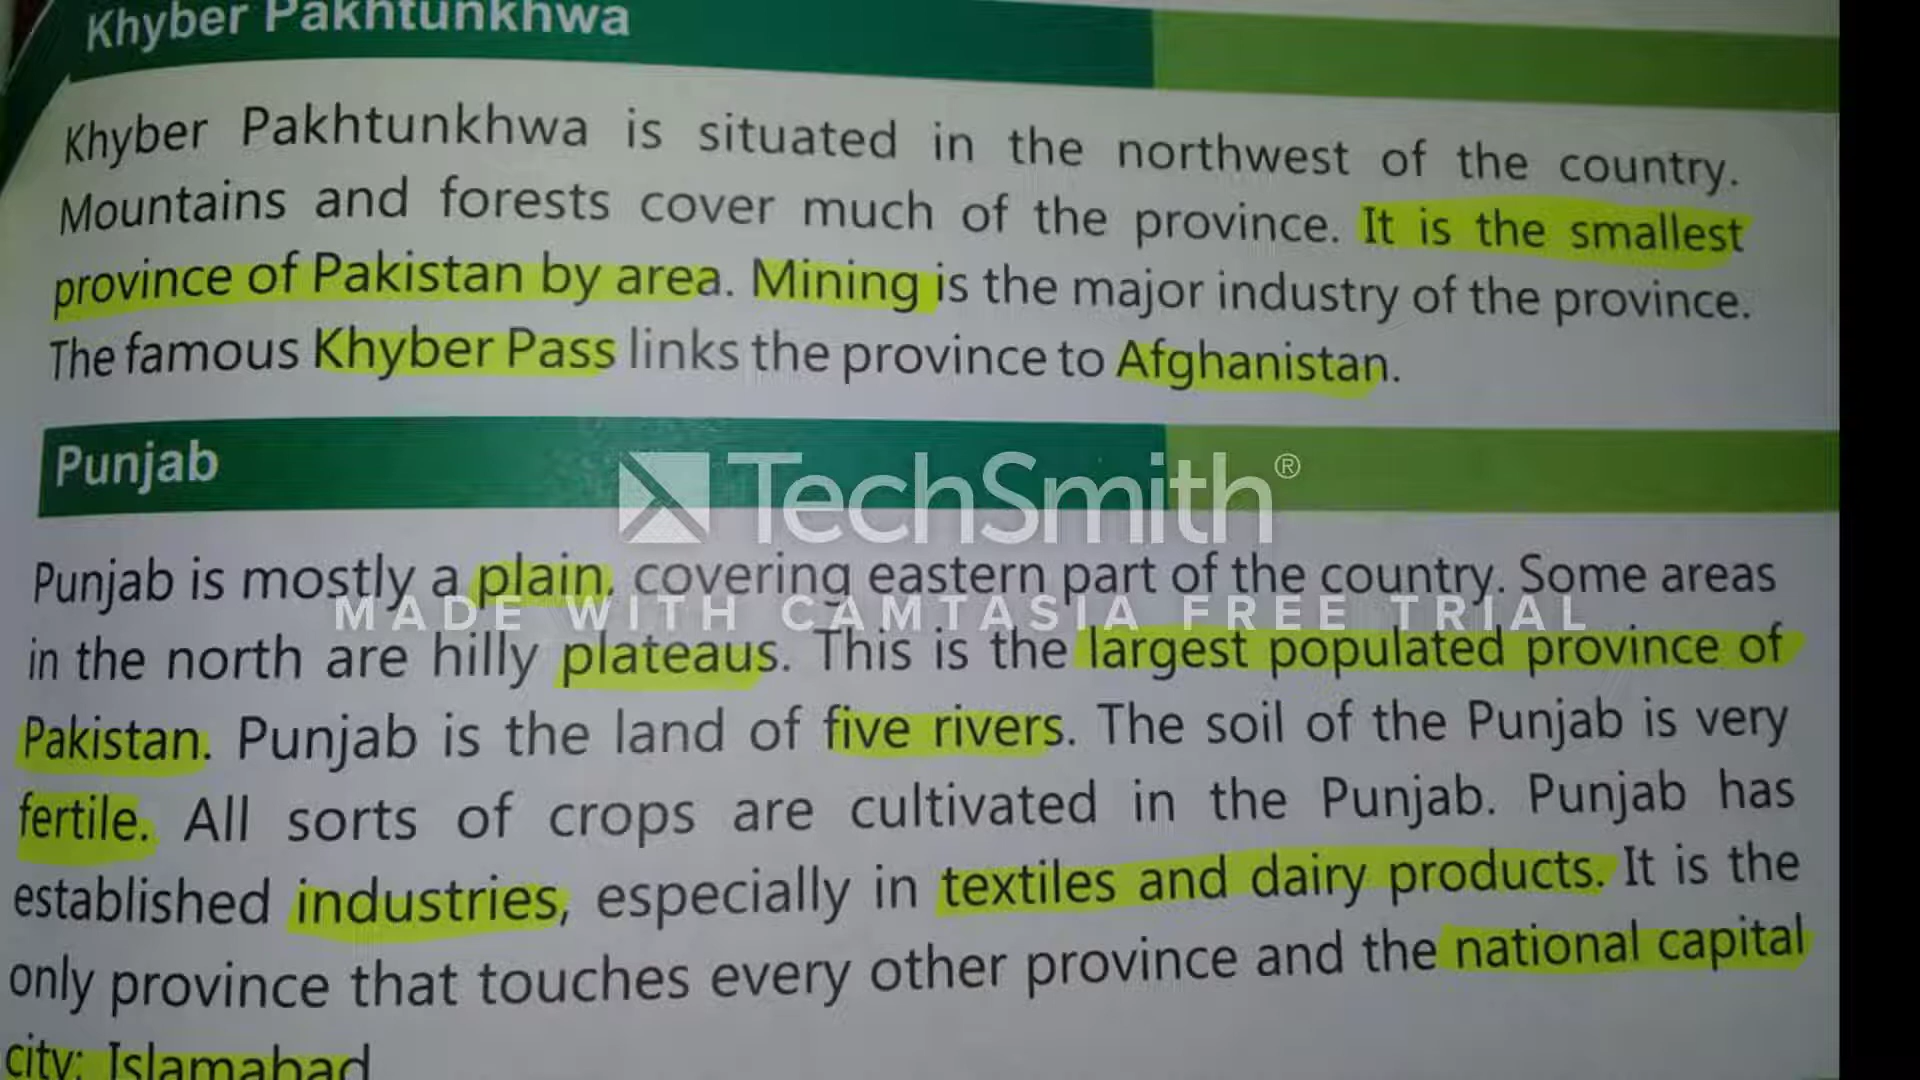 Khyber Pakhtunkhwa
Khyber Pakhtunkhwa is situated in the northwest of the country.
Mountains and forests cover much of the province. It is the smallest
province of Pakistan by area. Mining is the major industry of the province.
The famous Khyber Pass links the province to Afghanistan.
Punjab
TechSmith®
Punjab is mostly a plain, covering eastern part of the country. Some areas
MADE WITH CAMTASIA FREE TRIAL
in the north are hilly plateaus. This is the largest populated province of
Pakistan. Punjab is the land of five rivers. The soil of the Punjab is very
fertile. All sorts of crops are cultivated in the Punjab. Punjab has
established industries, especially in textiles and dairy products. It is the
only province that touches every other province and the national capital
city: Islamabad